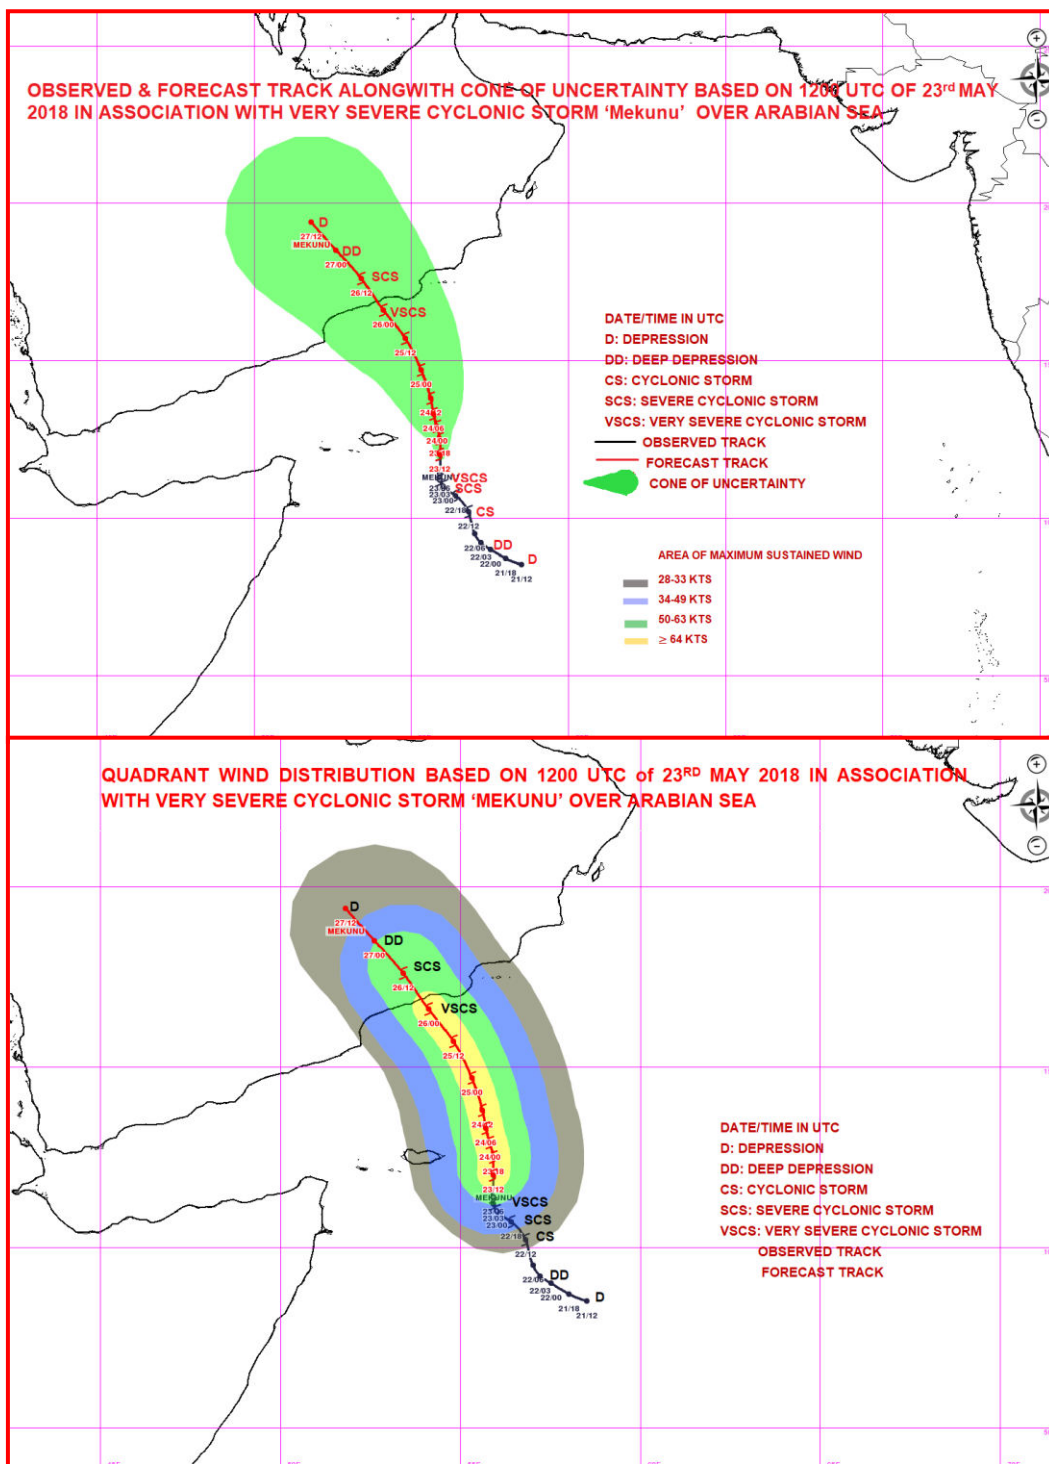 OBSERVED & FORECAST TRACK ALONGWITH CONE OF UNCERTAINTY BASED ON 1200 UTC OF 23rd MAY
2018 IN ASSOCIATION WITH VERY SEVERE CYCLONIC STORM ‘Mekunu’ OVER ARABIAN SEA
D
27/12
MEKUNU
DD
27/00
SCS
26/12
VSCS
26/00
25/12
25/00
24/12
24/06
24/00
23/18
23/12
VSCS
23/06
SCS
23/03
23/00
22/18
CS
22/12
22/06
DD
22/03
22/00
D
21/18
21/12
DATE/TIME IN UTC
D: DEPRESSION
DD: DEEP DEPRESSION
CS: CYCLONIC STORM
SCS: SEVERE CYCLONIC STORM
VSCS: VERY SEVERE CYCLONIC STORM
OBSERVED TRACK
FORECAST TRACK
CONE OF UNCERTAINTY
AREA OF MAXIMUM SUSTAINED WIND
28-33 KTS
34-49 KTS
50-63 KTS
≥ 64 KTS
QUADRANT WIND DISTRIBUTION BASED ON 1200 UTC of 23RD MAY 2018 IN ASSOCIATION
WITH VERY SEVERE CYCLONIC STORM ‘MEKUNU’ OVER ARABIAN SEA
D
27/12
MEKUNU
DD
27/00
SCS
26/12
VSCS
26/00
25/12
25/00
24/12
24/06
24/00
23/18
23/12
MEKUNU
VSCS
23/06
23/03
SCS
23/00
22/18
CS
22/12
22/06
DD
22/03
22/00
D
21/18
21/12
DATE/TIME IN UTC
D: DEPRESSION
DD: DEEP DEPRESSION
CS: CYCLONIC STORM
SCS: SEVERE CYCLONIC STORM
VSCS: VERY SEVERE CYCLONIC STORM
OBSERVED TRACK
FORECAST TRACK